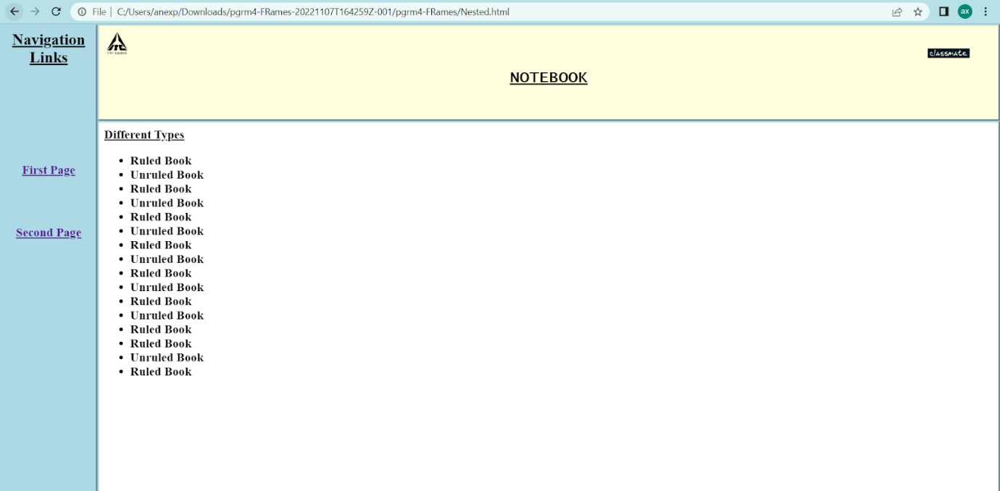 File | C:/Users/anexp/Downloads/pgrm4-FRames-20221107T164259Z-001/pgrm4-FRames/Nested.html
ax
Navigation
Links
First Page
Second Page
ITC Limited
classmate
NOTEBOOK
Different Types
• Ruled Book
• Unruled Book
• Ruled Book
• Unruled Book
• Ruled Book
• Unruled Book
• Ruled Book
• Unruled Book
• Ruled Book
• Unruled Book
• Ruled Book
• Unruled Book
• Ruled Book
• Ruled Book
• Unruled Book
• Ruled Book